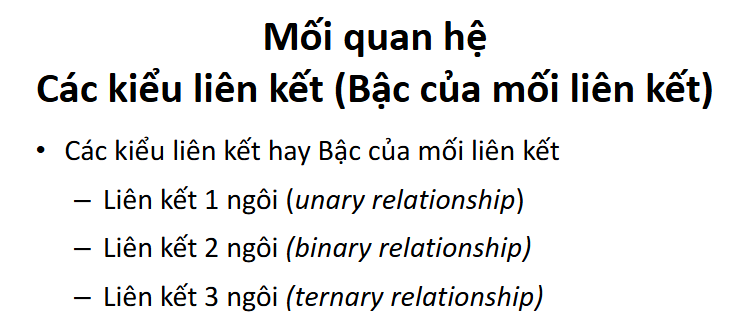 Mối quan hệ
Các kiểu liên kết (Bậc của mối liên kết)
• Các kiểu liên kết hay Bậc của mối liên kết
– Liên kết 1 ngôi (unary relationship)
– Liên kết 2 ngôi (binary relationship)
– Liên kết 3 ngôi (ternary relationship)